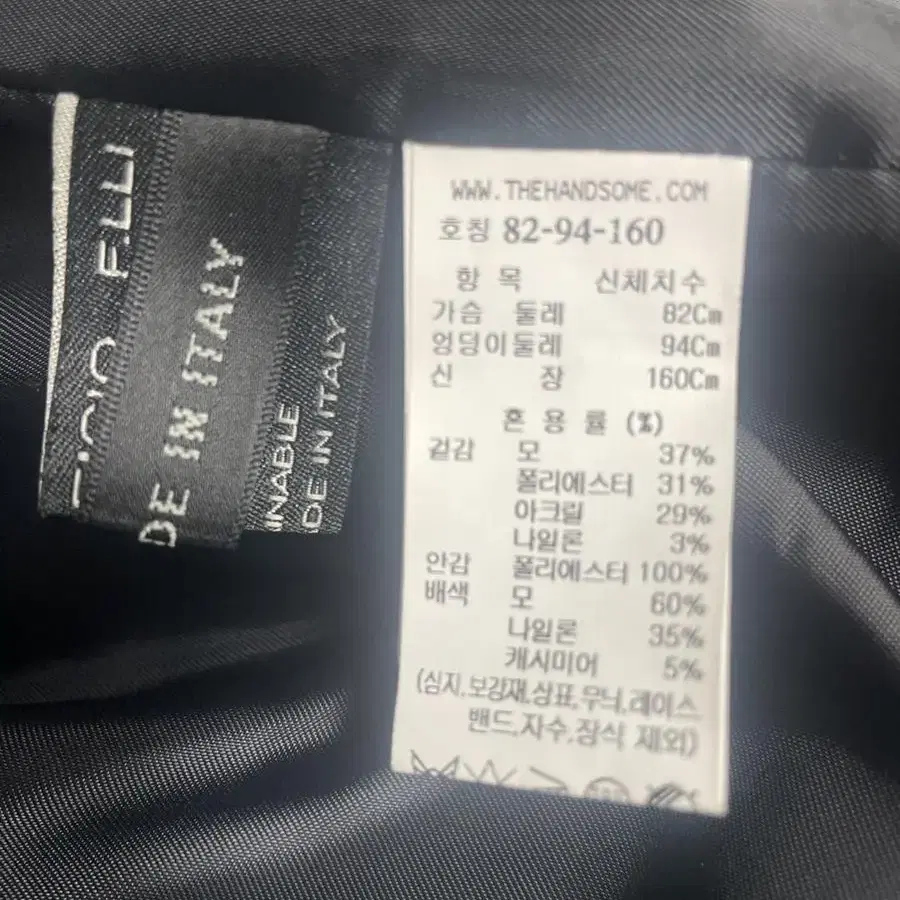 F.LLI
DE IN ITALY
INABLE
DE IN ITALY
WWW.THEHANDSOME.COM
호칭 82-94-160
항 목 신체치수
가슴 둘레 82Cm
엉덩이둘레 94Cm
신 장 160Cm
혼 용 률 (%)
겉감 모 37%
폴리에스터 31%
아크릴 29%
나일론 3%
안감 폴리에스터 100%
배색 모 60%
나일론 35%
캐시미어 5%
(심지,보강재,상표,무늬,레이스
밴드,자수,장식 제외)